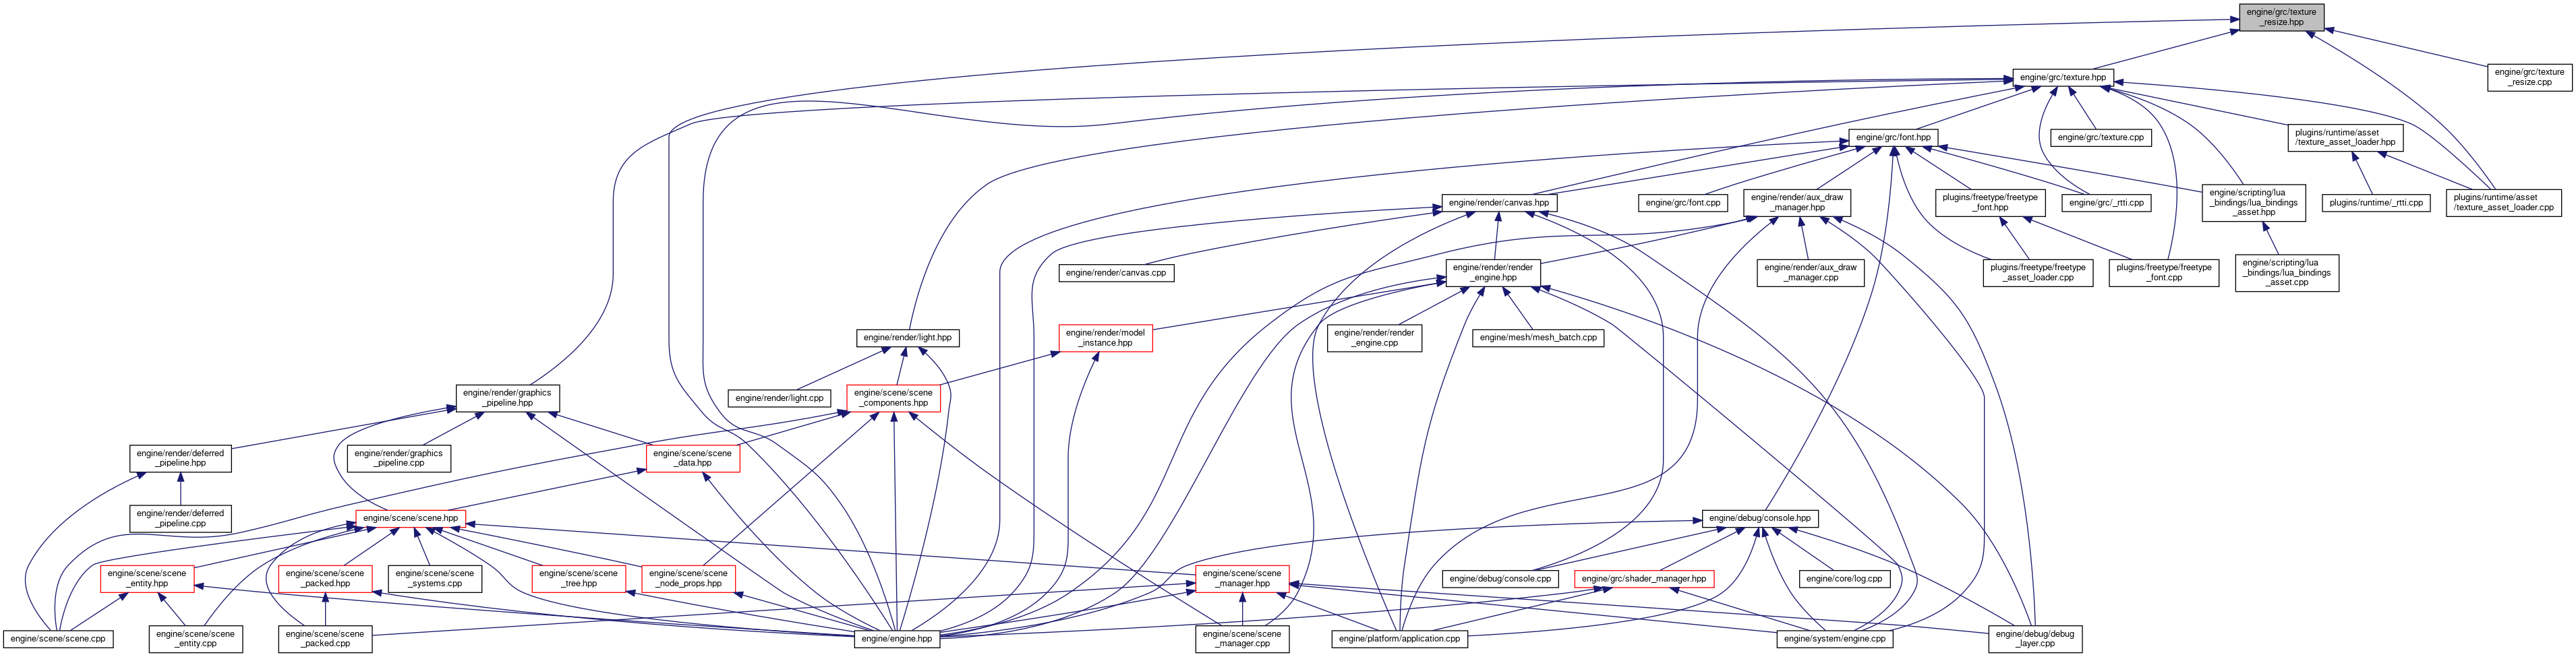 engine/grc/texture
_resize.hpp
engine/grc/texture.hpp
engine/grc/texture
_resize.cpp
engine/grc/font.hpp
engine/grc/texture.cpp
plugins/runtime/asset
/texture_asset_loader.hpp
engine/render/canvas.hpp
engine/grc/font.cpp
engine/render/aux_draw
_manager.hpp
plugins/freetype/freetype
_font.hpp
engine/grc/_rtti.cpp
engine/scripting/lua
_bindings/lua_bindings
_asset.hpp
plugins/runtime/_rtti.cpp
plugins/runtime/asset
/texture_asset_loader.cpp
engine/render/canvas.cpp
engine/render/render
_engine.hpp
engine/render/aux_draw
_manager.cpp
plugins/freetype/freetype
_asset_loader.cpp
plugins/freetype/freetype
_font.cpp
engine/scripting/lua
_bindings/lua_bindings
_asset.cpp
engine/render/light.hpp
engine/render/model
_instance.hpp
engine/render/render
_engine.cpp
engine/mesh/mesh_batch.cpp
engine/render/graphics
_pipeline.hpp
engine/render/light.cpp
engine/scene/scene
_components.hpp
engine/render/deferred
_pipeline.hpp
engine/render/graphics
_pipeline.cpp
engine/scene/scene
_data.hpp
engine/render/deferred
_pipeline.cpp
engine/scene/scene.hpp
engine/debug/console.hpp
engine/scene/scene
_entity.hpp
engine/scene/scene
_packed.hpp
engine/scene/scene
_systems.cpp
engine/scene/scene
_tree.hpp
engine/scene/scene
_node_props.hpp
engine/scene/scene
_manager.hpp
engine/debug/console.cpp
engine/grc/shader_manager.hpp
engine/core/log.cpp
engine/scene/scene.cpp
engine/scene/scene
_entity.cpp
engine/scene/scene
_packed.cpp
engine/engine.hpp
engine/scene/scene
_manager.cpp
engine/platform/application.cpp
engine/system/engine.cpp
engine/debug/debug
_layer.cpp